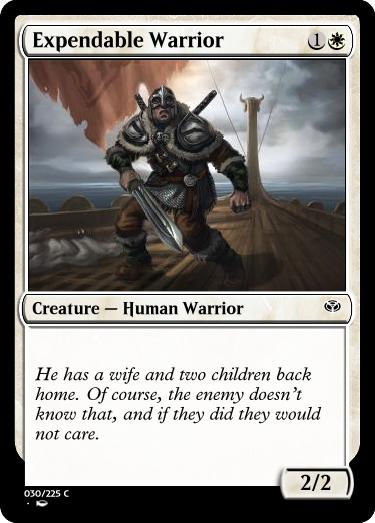 Expendable Warrior 1
Creature — Human Warrior
He has a wife and two children back
home. Of course, the enemy doesn't
know that, and if they did they would
not care.
2/2
030/225 C